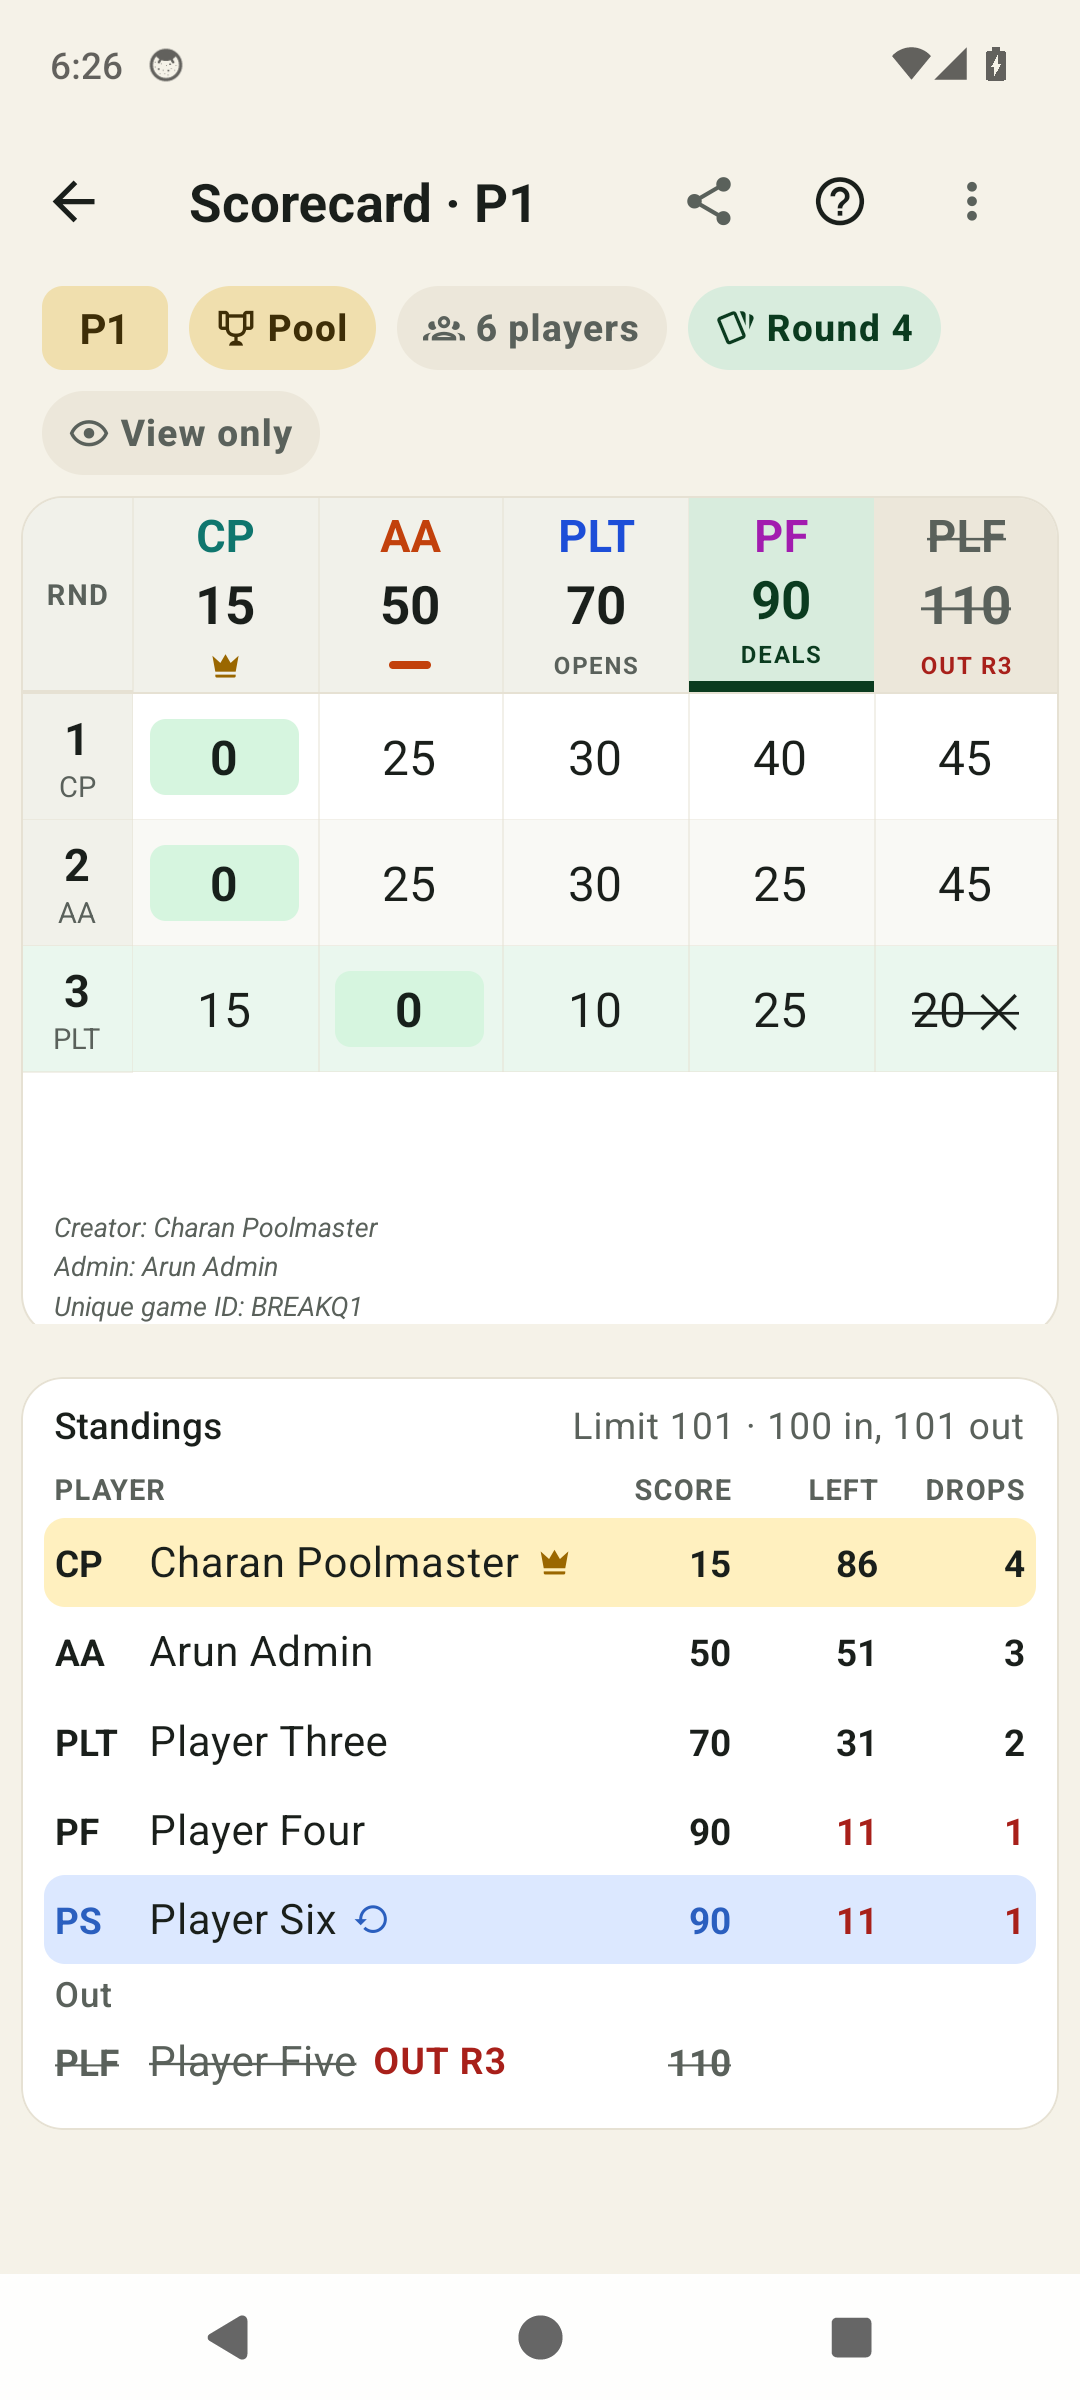 6:26
Scorecard · P1
P1 Pool 6 players Round 4
View only
RND CP AA PLT PF PLF
15 50 70 90 110
OPENS DEALS OUT R3
1 0 25 30 40 45
CP
2 0 25 30 25 45
AA
3 15 0 10 25 20
PLT
Creator: Charan Poolmaster
Admin: Arun Admin
Unique game ID: BREAKQ1
Standings Limit 101 · 100 in, 101 out
PLAYER SCORE LEFT DROPS
CP Charan Poolmaster 15 86 4
AA Arun Admin 50 51 3
PLT Player Three 70 31 2
PF Player Four 90 11 1
PS Player Six 90 11 1
Out
PLF Player Five OUT R3 110